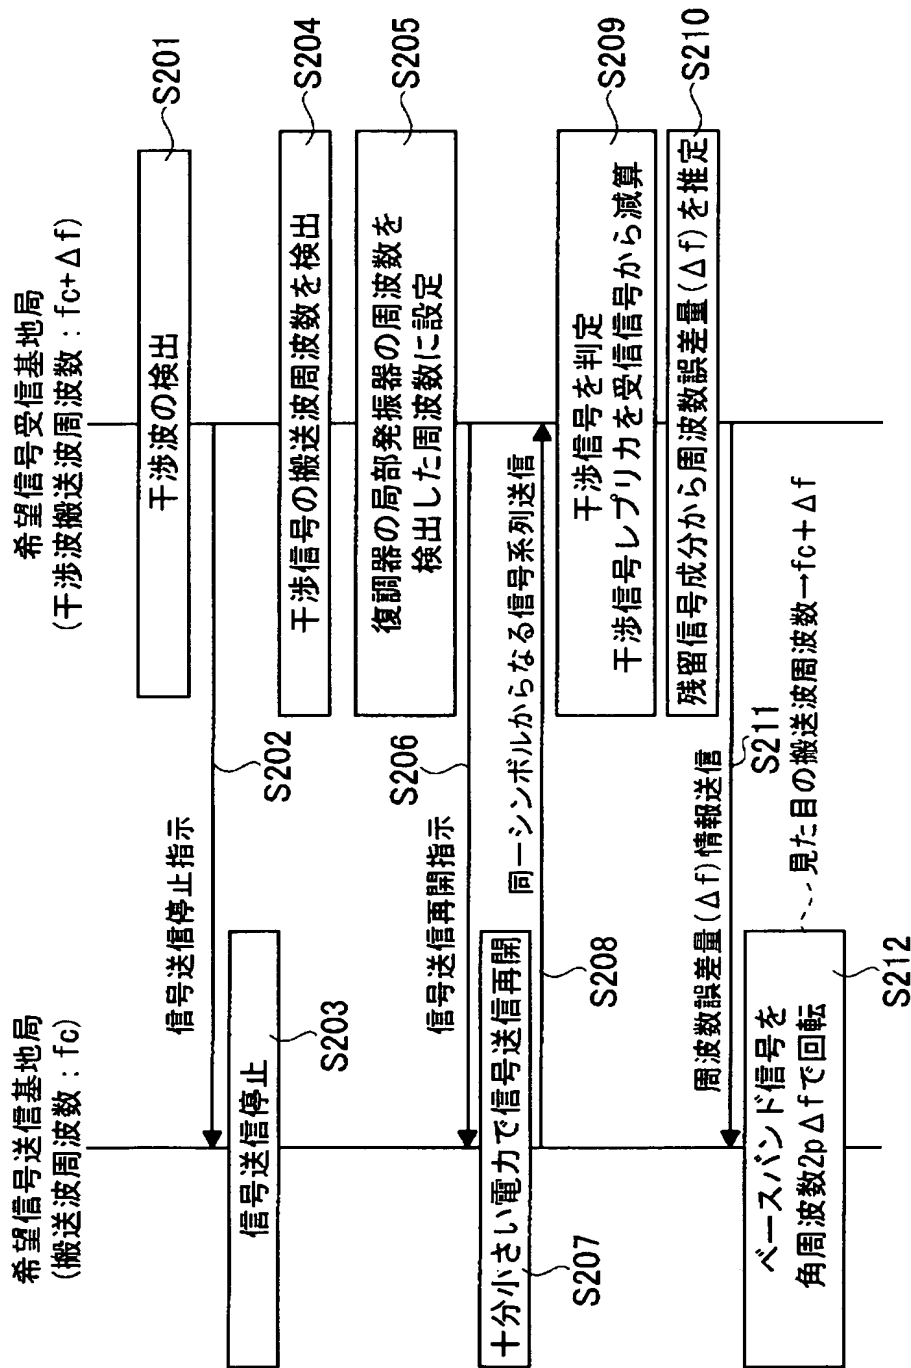 希望信号送信基地局
(搬送波周波数：fc)
希望信号受信基地局
(干渉波搬送波周波数：fc+Δf)
干渉波の検出
S201
信号送信停止指示
S202
信号送信停止
S203
干渉信号の搬送波周波数を検出
S204
復調器の局部発振器の周波数を
検出した周波数に設定
S205
信号送信再開指示
S206
十分小さい電力で信号送信再開
S207
同一シンボルからなる信号系列送信
S208
干渉信号を判定
干渉信号レプリカを受信信号から減算
S209
残留信号成分から周波数誤差量(Δf)を推定
S210
周波数誤差量(Δf)情報送信
S211
ベースバンド信号を
角周波数2pΔfで回転
S212
見た目の搬送波周波数→fc+Δf